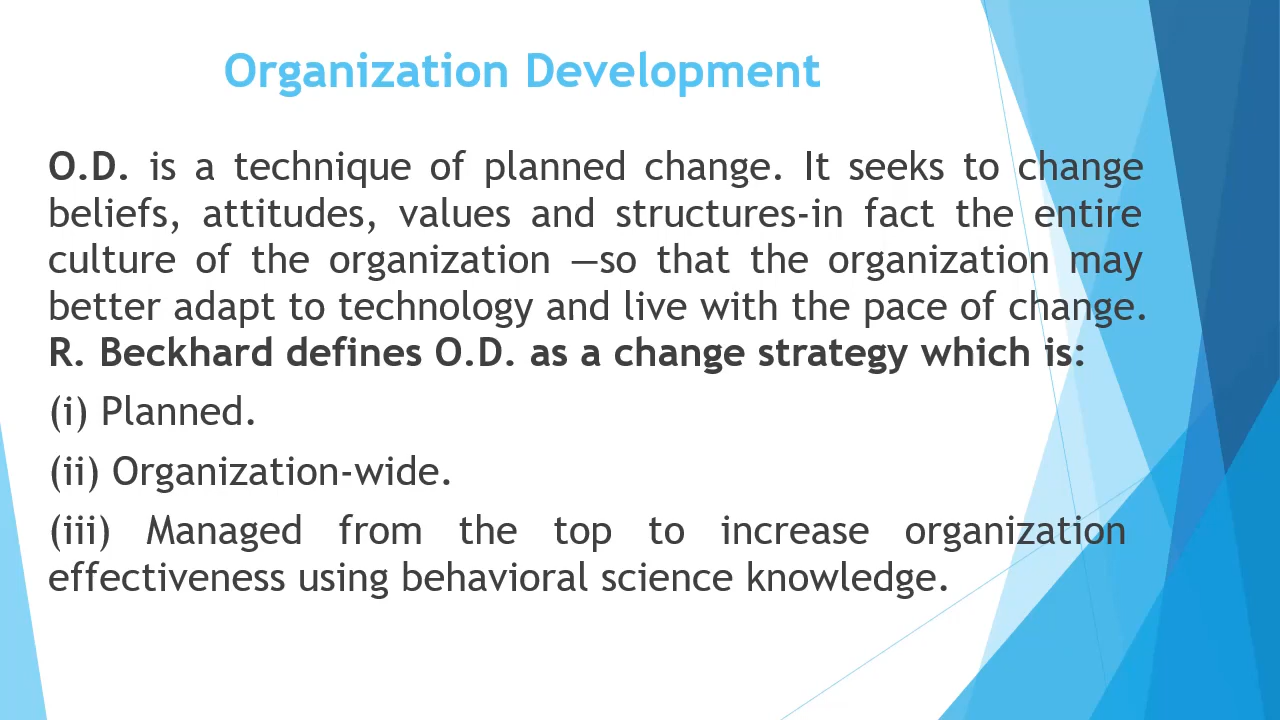 Organization Development
O.D. is a technique of planned change. It seeks to change
beliefs, attitudes, values and structures-in fact the entire
culture of the organization —so that the organization may
better adapt to technology and live with the pace of change.
R. Beckhard defines O.D. as a change strategy which is:
(i) Planned.
(ii) Organization-wide.
(iii) Managed from the top to increase organization
effectiveness using behavioral science knowledge.